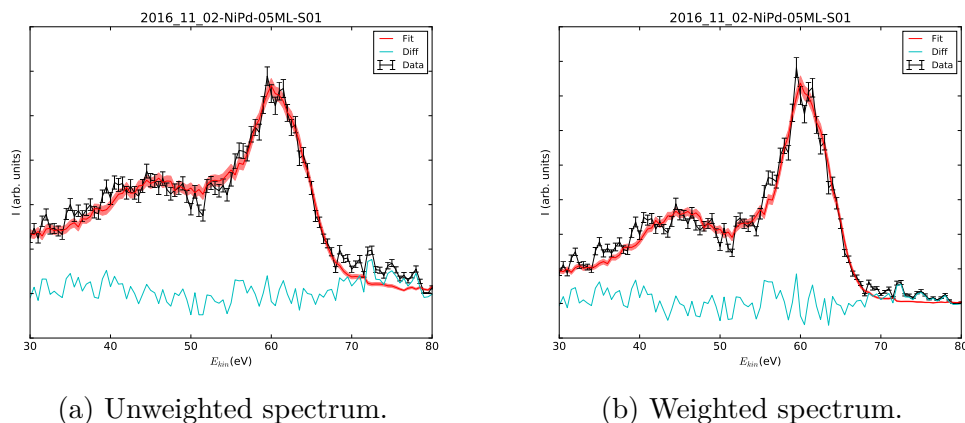 2016_11_02-NiPd-05ML-S01
Fit
Diff
Data
I (arb. units)
30 40 50 60 70 80
E_kin(eV)
(a) Unweighted spectrum.
2016_11_02-NiPd-05ML-S01
Fit
Diff
Data
I (arb. units)
30 40 50 60 70 80
E_kin(eV)
(b) Weighted spectrum.